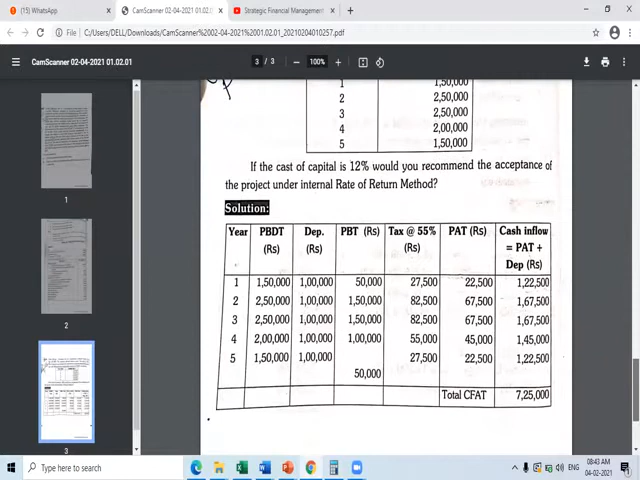 (15) WhatsApp
CamScanner 02-04-2021 01.02.01
Strategic Financial Management
File | C:/Users/DELL/Downloads/CamScanner%2002-04-2021%2001.02.01_20210204010257.pdf
CamScanner 02-04-2021 01.02.01
3 / 3
100%
1 1,50,000
2 2,50,000
3 2,50,000
4 2,00,000
5 1,50,000
If the cast of capital is 12% would you recommend the acceptance of
the project under internal Rate of Return Method?
Solution:
Year PBDT (Rs) Dep. (Rs) PBT (Rs) Tax @ 55% (Rs) PAT (Rs) Cash inflow = PAT + Dep (Rs)
1 1,50,000 1,00,000 50,000 27,500 22,500 1,22,500
2 2,50,000 1,00,000 1,50,000 82,500 67,500 1,67,500
3 2,50,000 1,00,000 1,50,000 82,500 67,500 1,67,500
4 2,00,000 1,00,000 1,00,000 55,000 45,000 1,45,000
5 1,50,000 1,00,000 27,500 22,500 1,22,500
50,000
Total CFAT 7,25,000
1
2
3
Type here to search
ENG
08:43 AM
04-02-2021